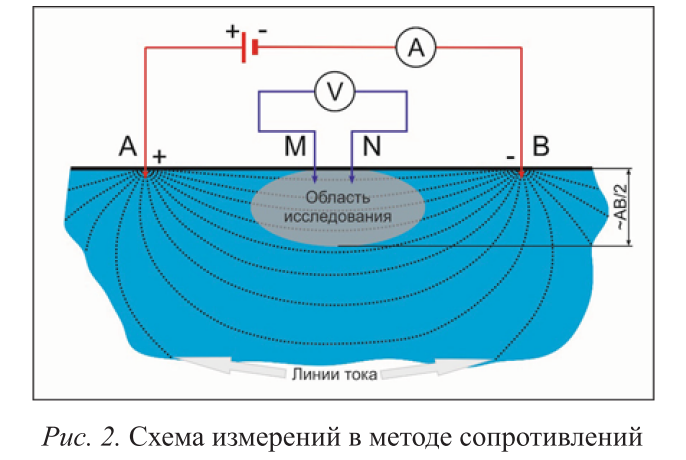 + -
A
V
A + M N - B
Область
исследования
~AB/2
Линии тока
Рис. 2. Схема измерений в методе сопротивлений